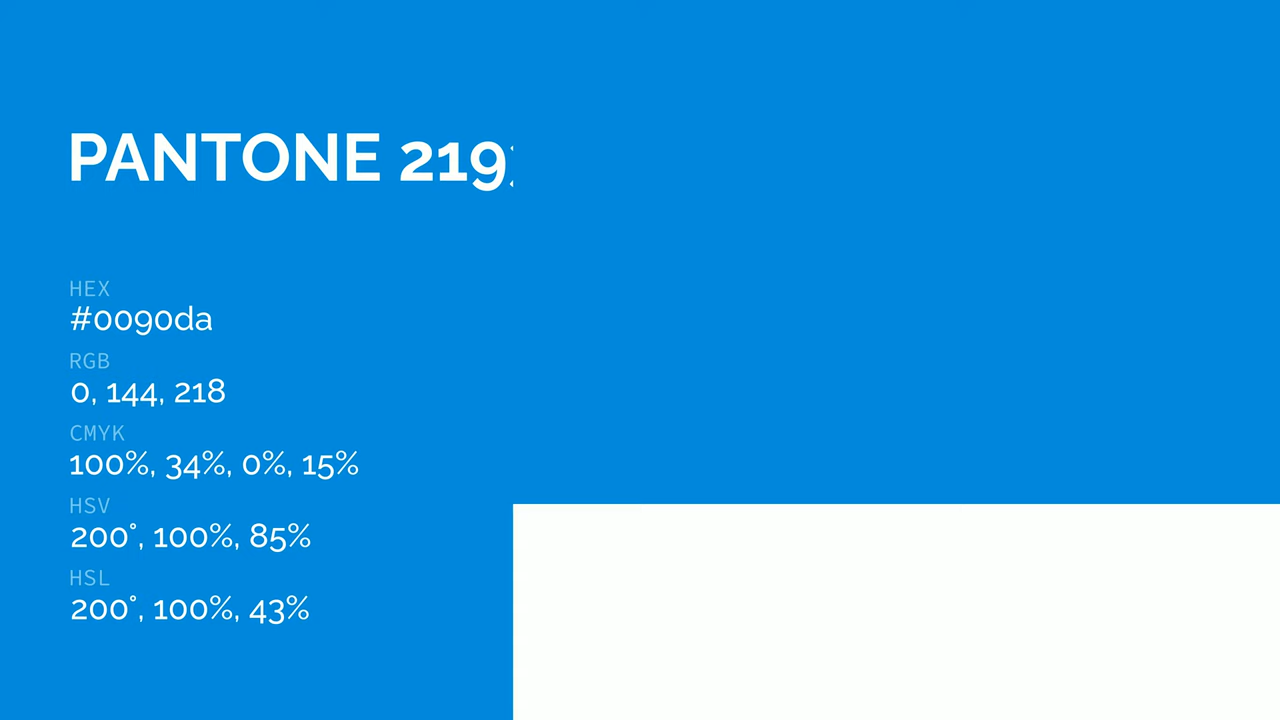 PANTONE 219
HEX
#0090da
RGB
0, 144, 218
CMYK
100%, 34%, 0%, 15%
HSV
200°, 100%, 85%
HSL
200°, 100%, 43%